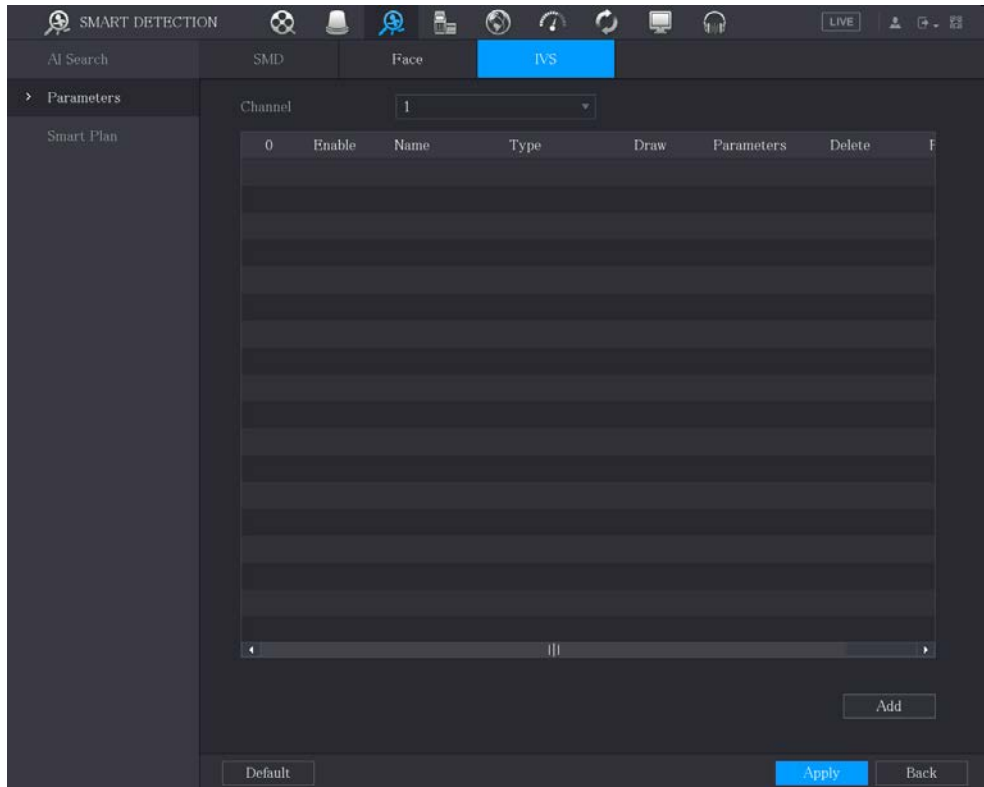 SMART DETECTION LIVE
AI Search SMD Face IVS
Parameters
Channel 1
Smart Plan
0 Enable Name Type Draw Parameters Delete
Add
Default Apply Back